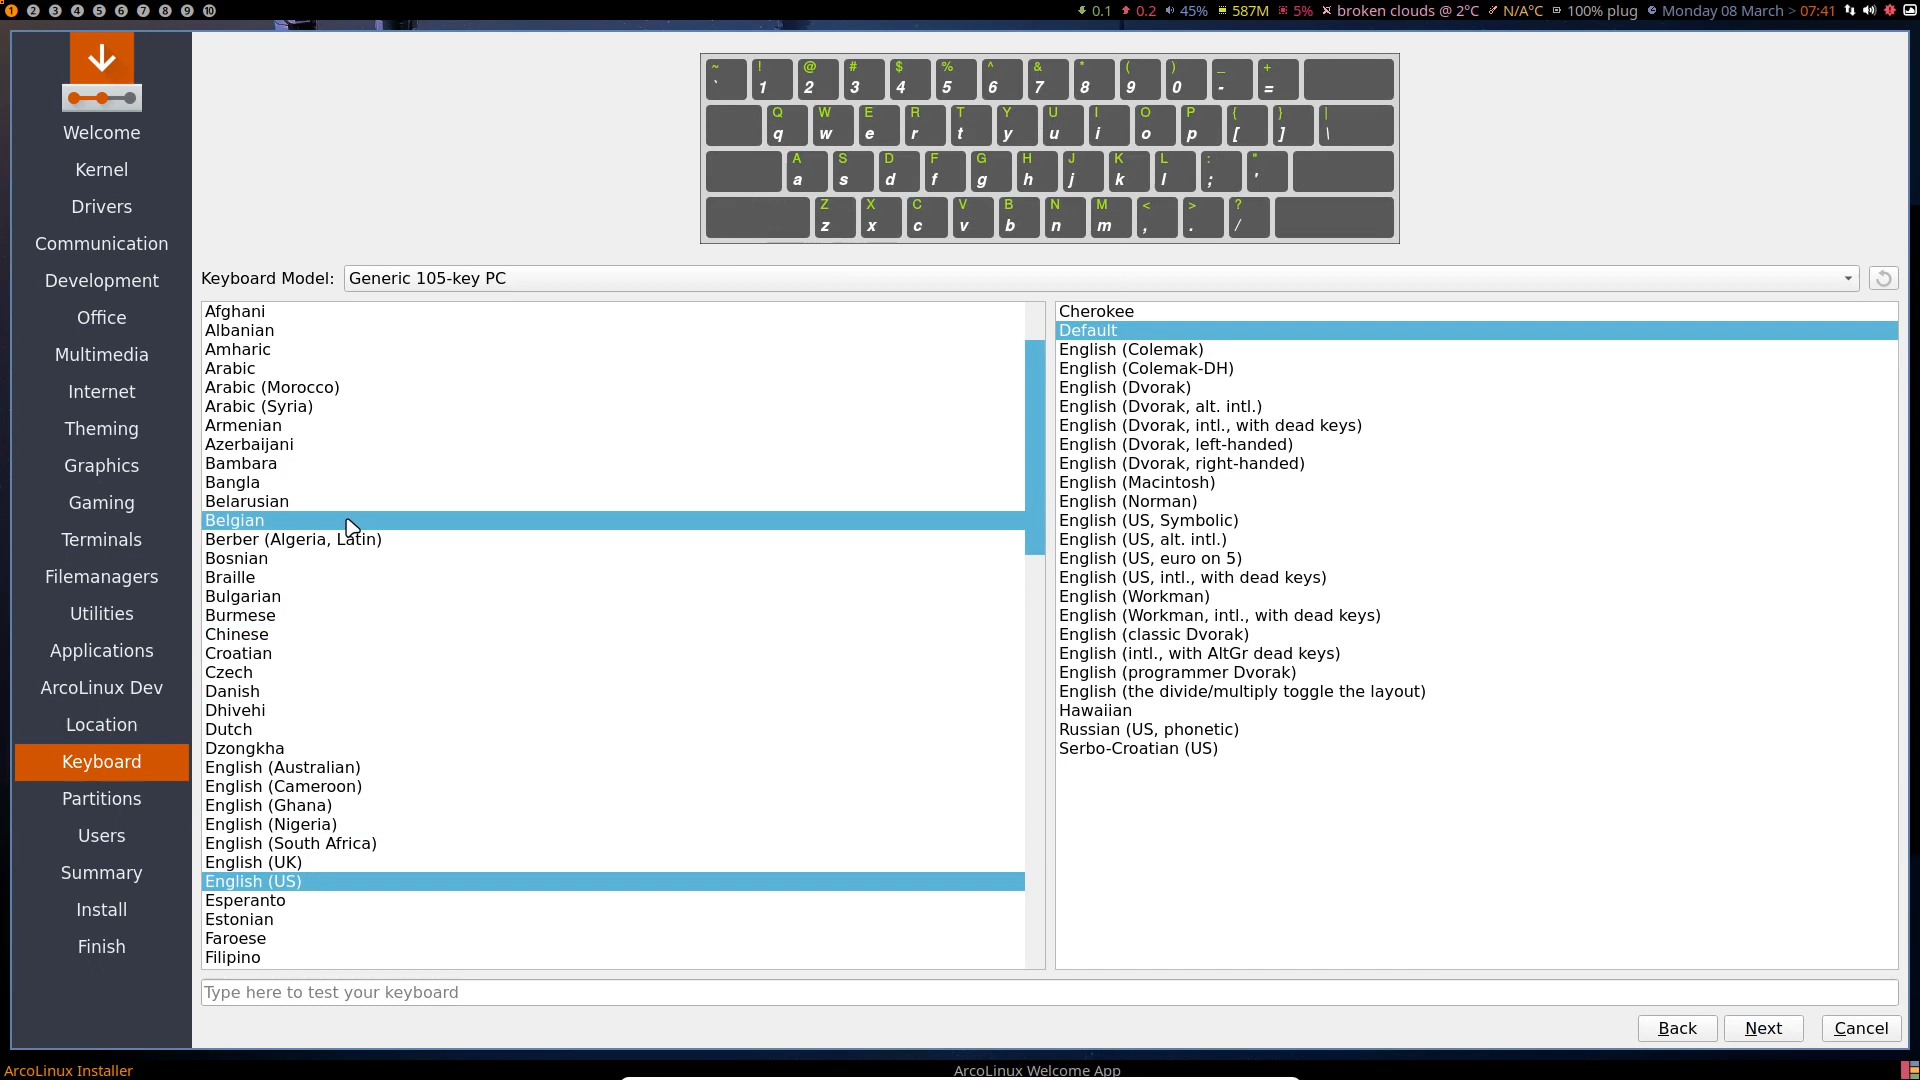 1 2 3 4 5 6 7 8 9 10
0.1 0.2 45% 587M 5% broken clouds @ 2°C N/A°C 100% plug Monday 08 March > 07:41
Welcome
Kernel
Drivers
Communication
Development
Office
Multimedia
Internet
Theming
Graphics
Gaming
Terminals
Filemanagers
Utilities
Applications
ArcoLinux Dev
Location
Keyboard
Partitions
Users
Summary
Install
Finish
~ ! @ # $ % ^ & * ( ) _ +
` 1 2 3 4 5 6 7 8 9 0 - =
Q W E R T Y U I O P { } |
q w e r t y u i o p [ ] \
A S D F G H J K L : "
a s d f g h j k l ; '
Z X C V B N M < > ?
z x c v b n m , . /
Keyboard Model: Generic 105-key PC
Afghani
Albanian
Amharic
Arabic
Arabic (Morocco)
Arabic (Syria)
Armenian
Azerbaijani
Bambara
Bangla
Belarusian
Belgian
Berber (Algeria, Latin)
Bosnian
Braille
Bulgarian
Burmese
Chinese
Croatian
Czech
Danish
Dhivehi
Dutch
Dzongkha
English (Australian)
English (Cameroon)
English (Ghana)
English (Nigeria)
English (South Africa)
English (UK)
English (US)
Esperanto
Estonian
Faroese
Filipino
Cherokee
Default
English (Colemak)
English (Colemak-DH)
English (Dvorak)
English (Dvorak, alt. intl.)
English (Dvorak, intl., with dead keys)
English (Dvorak, left-handed)
English (Dvorak, right-handed)
English (Macintosh)
English (Norman)
English (US, Symbolic)
English (US, alt. intl.)
English (US, euro on 5)
English (US, intl., with dead keys)
English (Workman)
English (Workman, intl., with dead keys)
English (classic Dvorak)
English (intl., with AltGr dead keys)
English (programmer Dvorak)
English (the divide/multiply toggle the layout)
Hawaiian
Russian (US, phonetic)
Serbo-Croatian (US)
Type here to test your keyboard
Back Next Cancel
ArcoLinux Installer ArcoLinux Welcome App